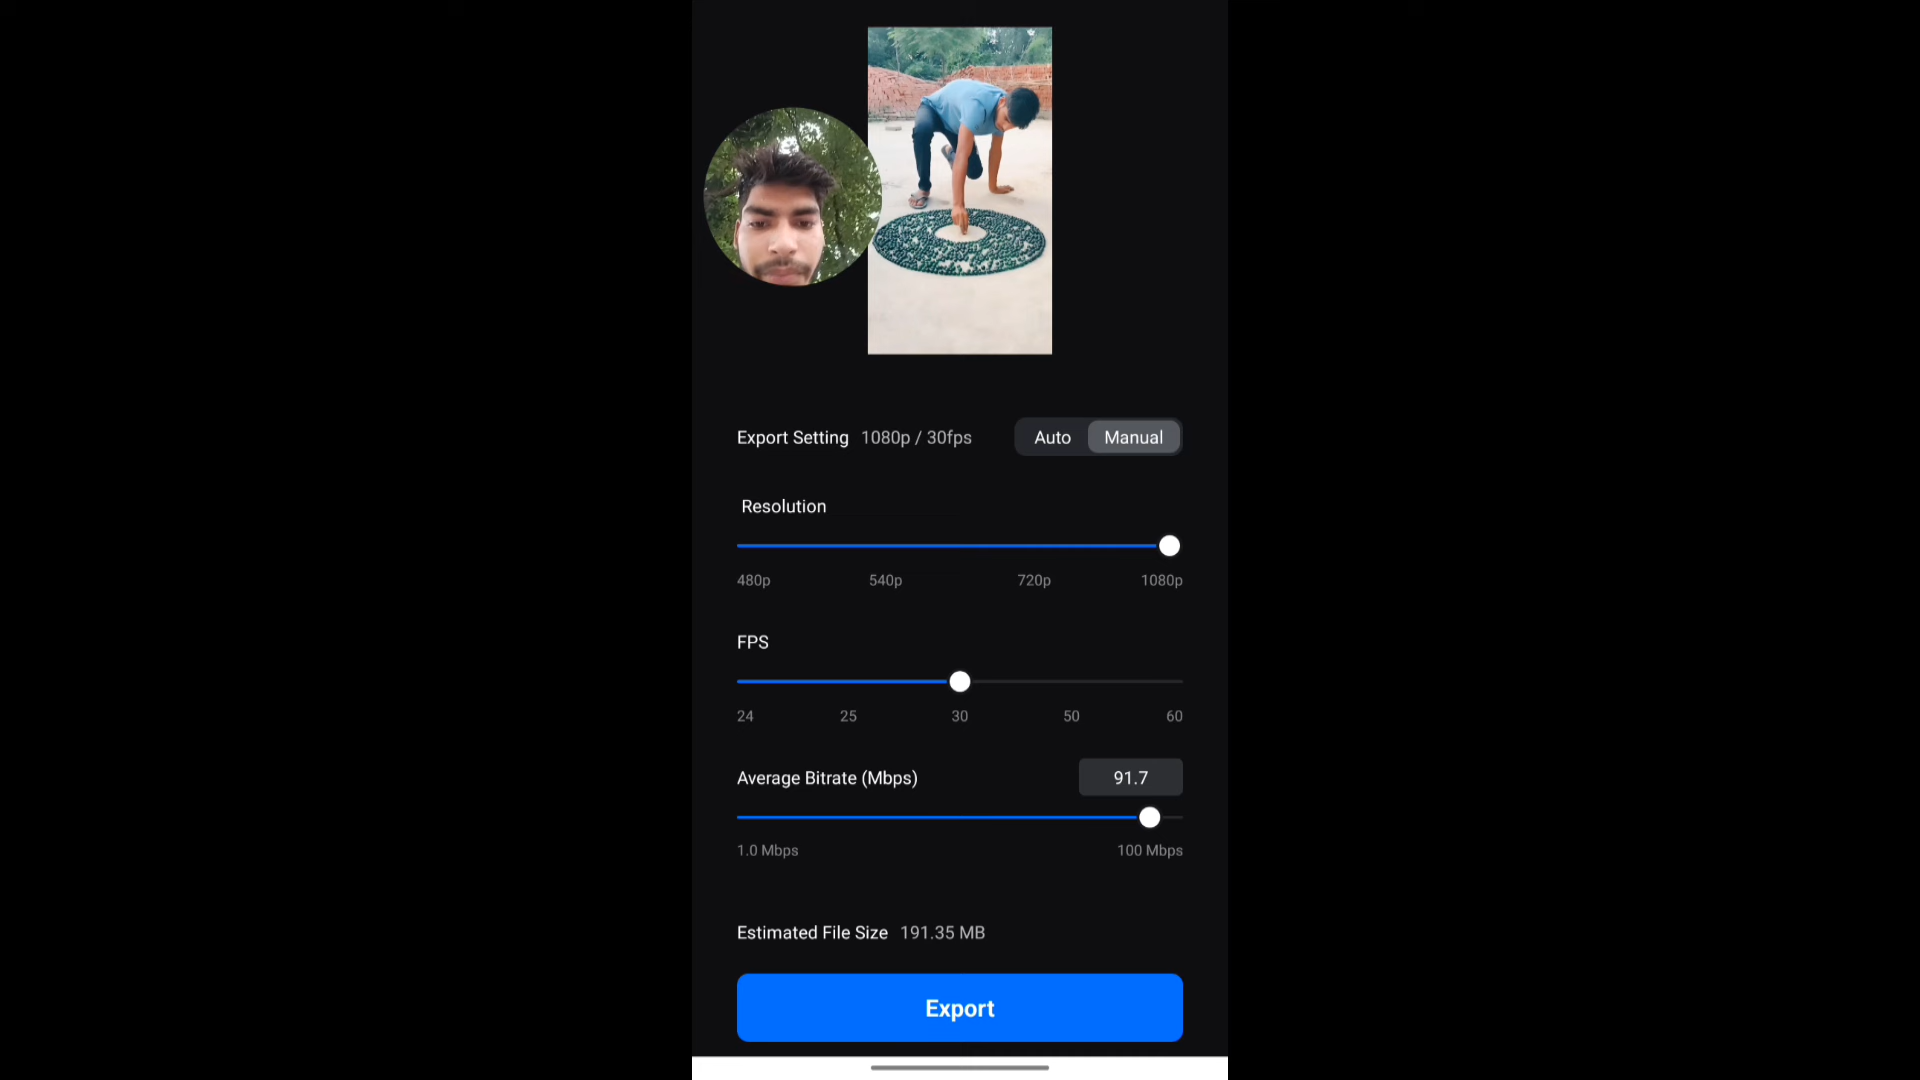 Export Setting 1080p / 30fps Auto Manual
Resolution
480p 540p 720p 1080p
FPS
24 25 30 50 60
Average Bitrate (Mbps) 91.7
1.0 Mbps 100 Mbps
Estimated File Size 191.35 MB
Export